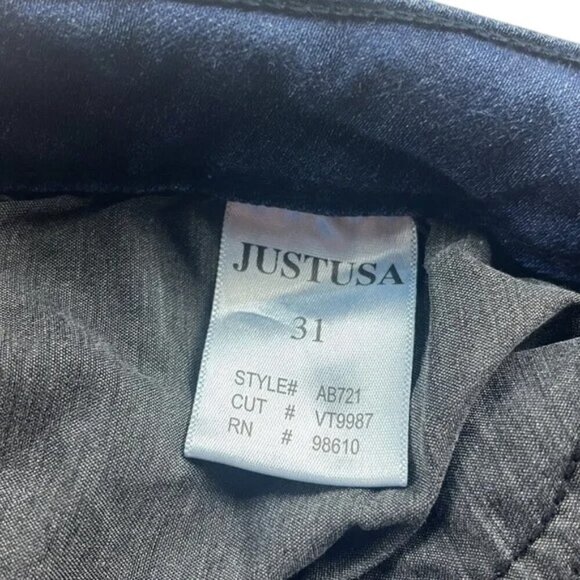 JUSTUSA
31
STYLE# AB721
CUT # VT9987
RN # 98610